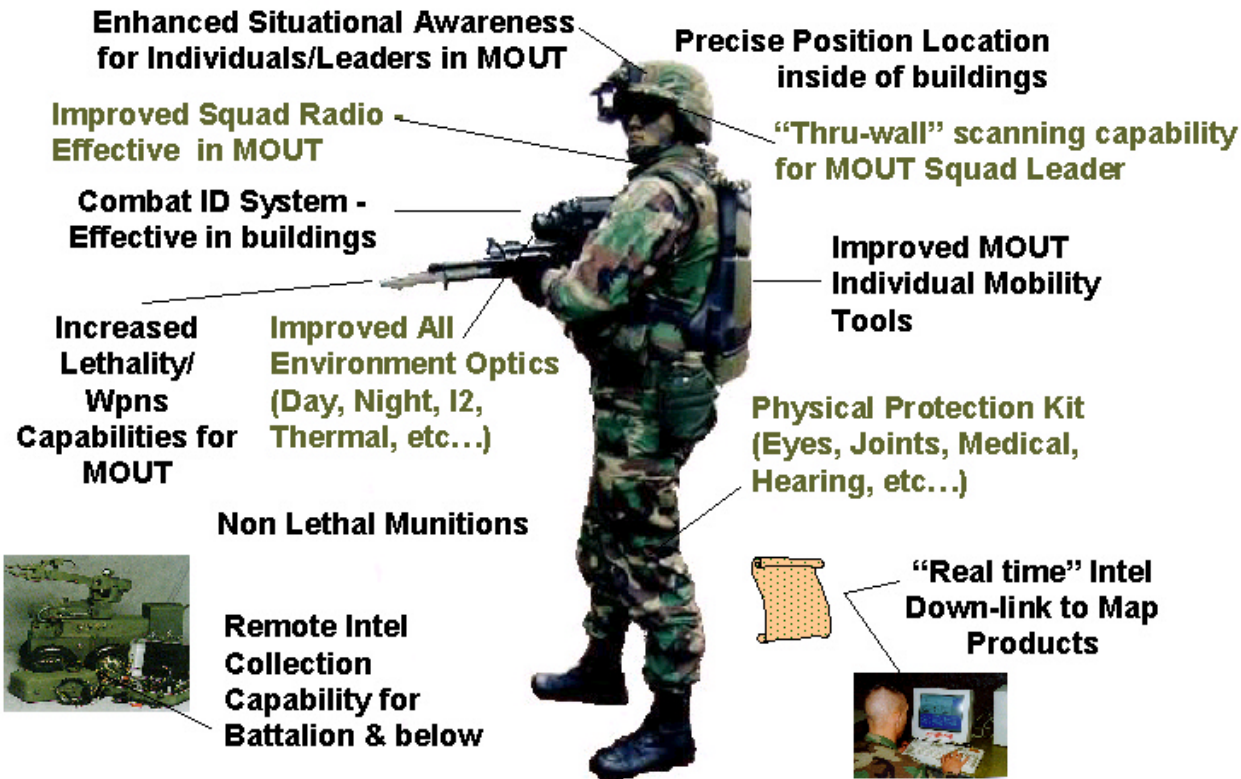 Enhanced Situational Awareness
for Individuals/Leaders in MOUT
Precise Position Location
inside of buildings
Improved Squad Radio -
Effective in MOUT
“Thru-wall” scanning capability
for MOUT Squad Leader
Combat ID System -
Effective in buildings
Improved MOUT
Individual Mobility
Tools
Increased
Lethality/
Wpns
Capabilities for
MOUT
Improved All
Environment Optics
(Day, Night, I2,
Thermal, etc…)
Physical Protection Kit
(Eyes, Joints, Medical,
Hearing, etc…)
Non Lethal Munitions
“Real time” Intel
Down-link to Map
Products
Remote Intel
Collection
Capability for
Battalion & below